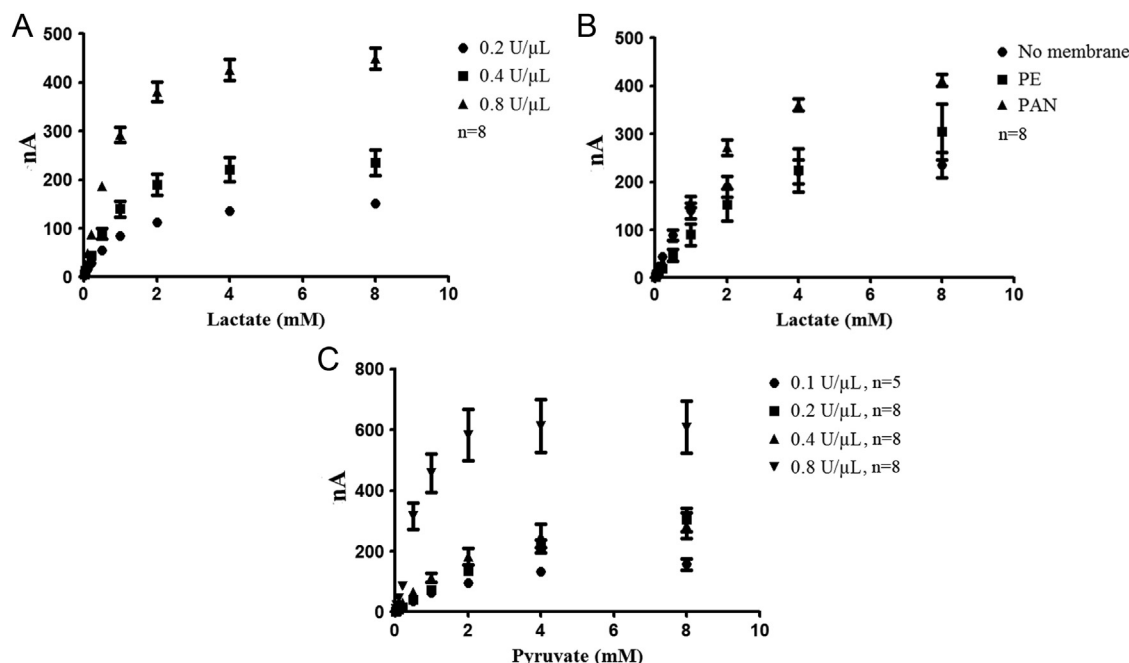 A
500
400
300
200
100
0
nA
0 2 4 6 8 10
Lactate (mM)
0.2 U/µL
0.4 U/µL
0.8 U/µL
n=8
B
500
400
300
200
100
0
nA
0 2 4 6 8 10
Lactate (mM)
No membrane
PE
PAN
n=8
C
800
600
400
200
0
nA
0 2 4 6 8 10
Pyruvate (mM)
0.1 U/µL, n=5
0.2 U/µL, n=8
0.4 U/µL, n=8
0.8 U/µL, n=8